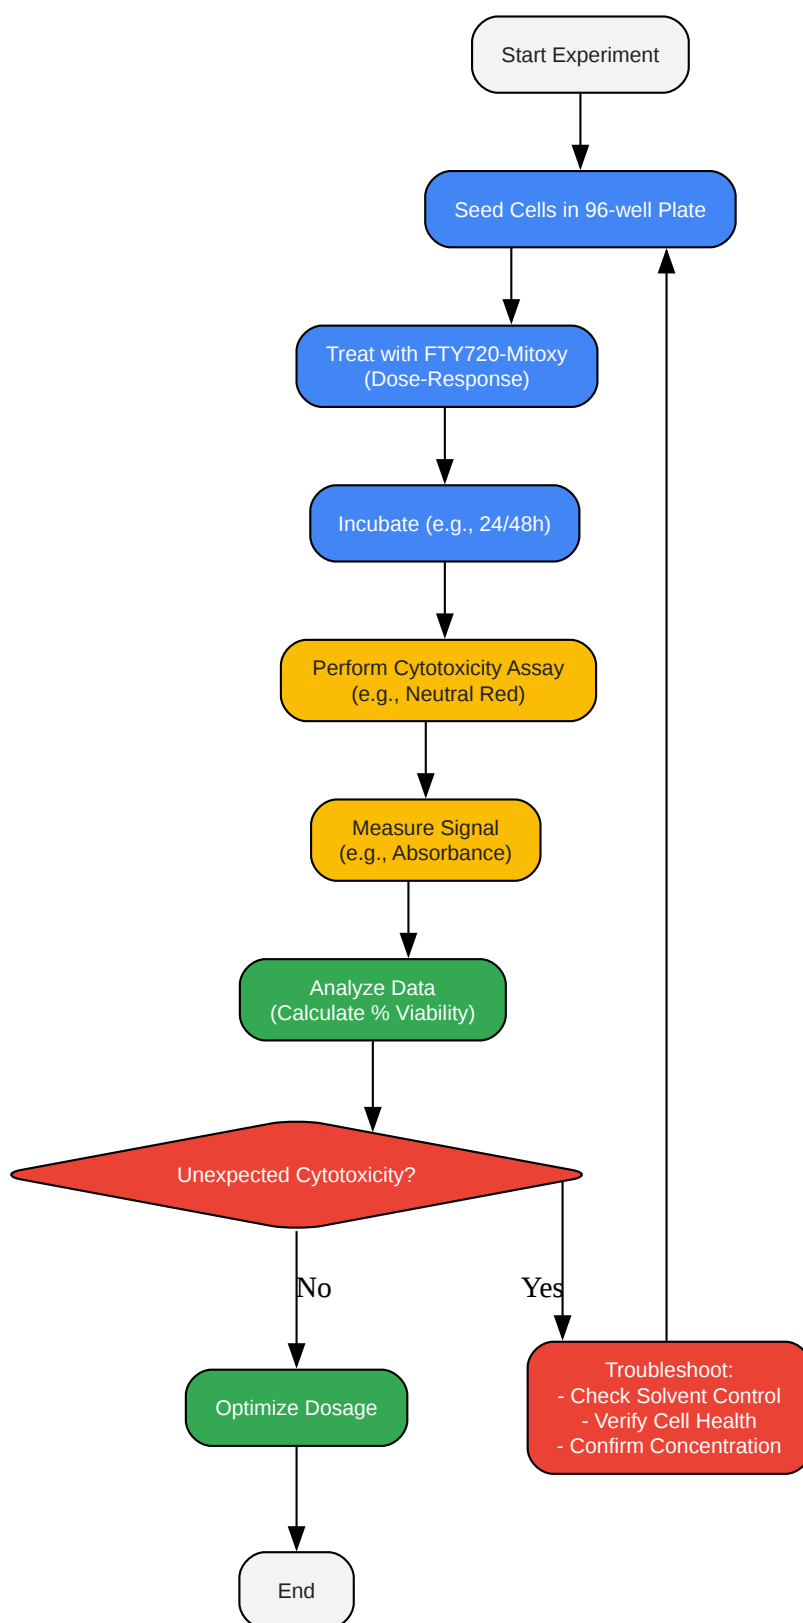 Start Experiment
Seed Cells in 96-well Plate
Treat with FTY720-Mitoxy
(Dose-Response)
Incubate (e.g., 24/48h)
Perform Cytotoxicity Assay
(e.g., Neutral Red)
Measure Signal
(e.g., Absorbance)
Analyze Data
(Calculate % Viability)
Unexpected Cytotoxicity?
No
Yes
Troubleshoot:
- Check Solvent Control
- Verify Cell Health
- Confirm Concentration
Optimize Dosage
End